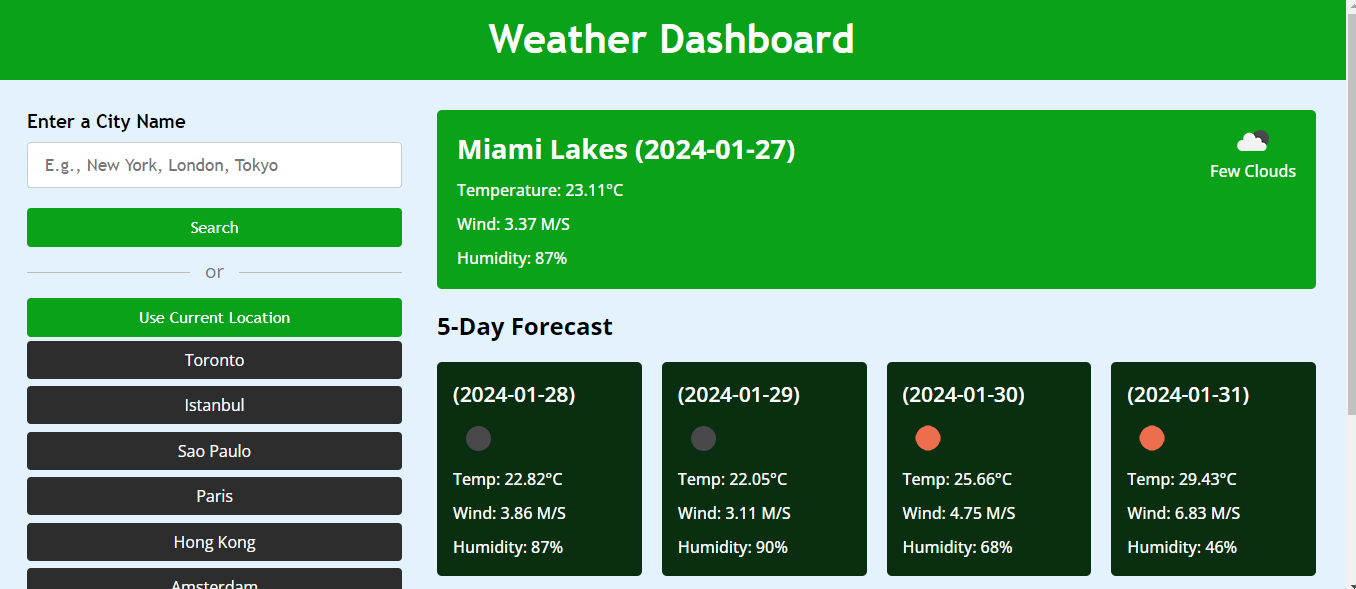 Weather Dashboard
Enter a City Name
E.g., New York, London, Tokyo
Search
or
Use Current Location
Toronto
Istanbul
Sao Paulo
Paris
Hong Kong
Amsterdam
Miami Lakes (2024-01-27)
Temperature: 23.11°C
Wind: 3.37 M/S
Humidity: 87%
Few Clouds
5-Day Forecast
(2024-01-28)
Temp: 22.82°C
Wind: 3.86 M/S
Humidity: 87%
(2024-01-29)
Temp: 22.05°C
Wind: 3.11 M/S
Humidity: 90%
(2024-01-30)
Temp: 25.66°C
Wind: 4.75 M/S
Humidity: 68%
(2024-01-31)
Temp: 29.43°C
Wind: 6.83 M/S
Humidity: 46%